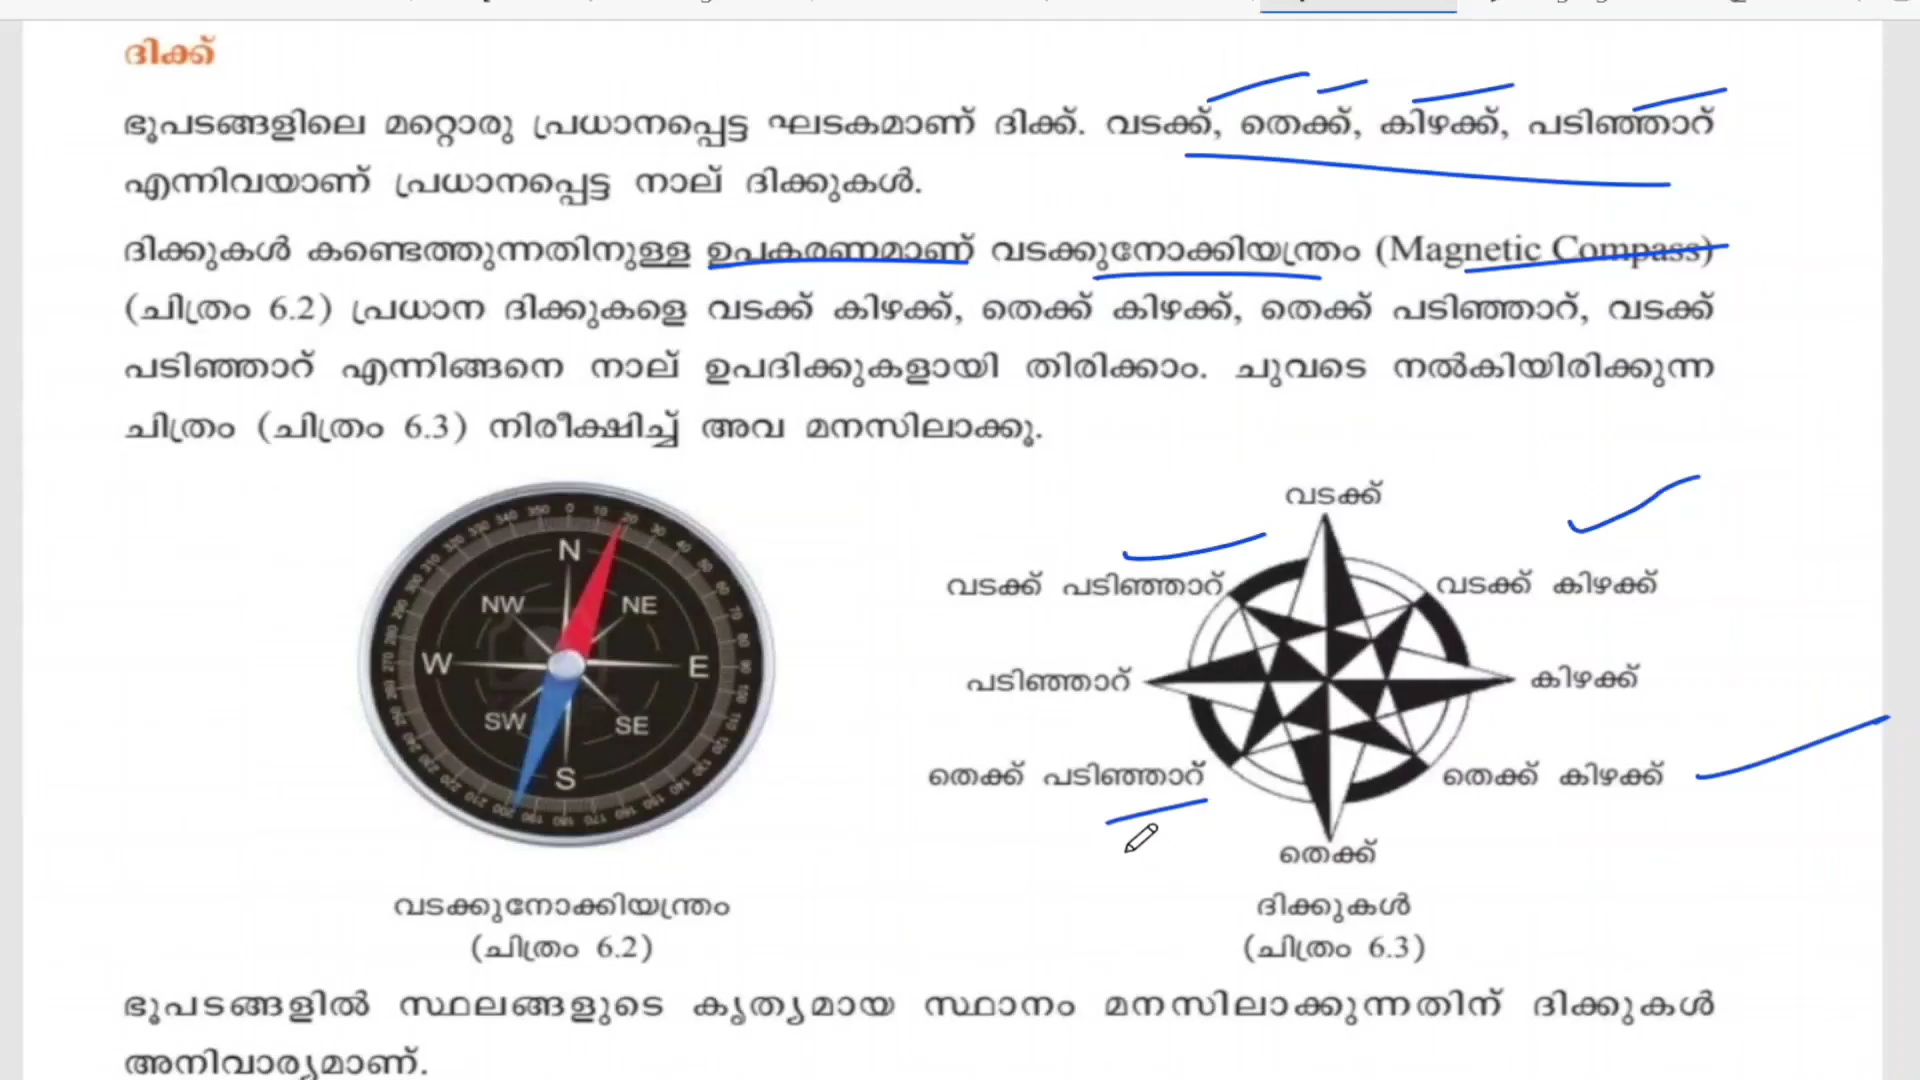 ദിക്ക്
ഭൂപടങ്ങളിലെ മറ്റൊരു പ്രധാനപ്പെട്ട ഘടകമാണ് ദിക്ക്. വടക്ക്, തെക്ക്, കിഴക്ക്, പടിഞ്ഞാറ്
എന്നിവയാണ് പ്രധാനപ്പെട്ട നാല് ദിക്കുകൾ.
ദിക്കുകൾ കണ്ടെത്തുന്നതിനുള്ള ഉപകരണമാണ് വടക്കുനോക്കിയന്ത്രം (Magnetic Compass)
(ചിത്രം 6.2) പ്രധാന ദിക്കുകളെ വടക്ക് കിഴക്ക്, തെക്ക് കിഴക്ക്, തെക്ക് പടിഞ്ഞാറ്, വടക്ക്
പടിഞ്ഞാറ് എന്നിങ്ങനെ നാല് ഉപദിക്കുകളായി തിരിക്കാം. ചുവടെ നൽകിയിരിക്കുന്ന
ചിത്രം (ചിത്രം 6.3) നിരീക്ഷിച്ച് അവ മനസിലാക്കൂ.
N
NW NE
W E
SW SE
S
വടക്ക്
വടക്ക് പടിഞ്ഞാറ് വടക്ക് കിഴക്ക്
പടിഞ്ഞാറ് കിഴക്ക്
തെക്ക് പടിഞ്ഞാറ് തെക്ക് കിഴക്ക്
തെക്ക്
വടക്കുനോക്കിയന്ത്രം
(ചിത്രം 6.2)
ദിക്കുകൾ
(ചിത്രം 6.3)
ഭൂപടങ്ങളിൽ സ്ഥലങ്ങളുടെ കൃത്യമായ സ്ഥാനം മനസിലാക്കുന്നതിന് ദിക്കുകൾ
അനിവാര്യമാണ്.